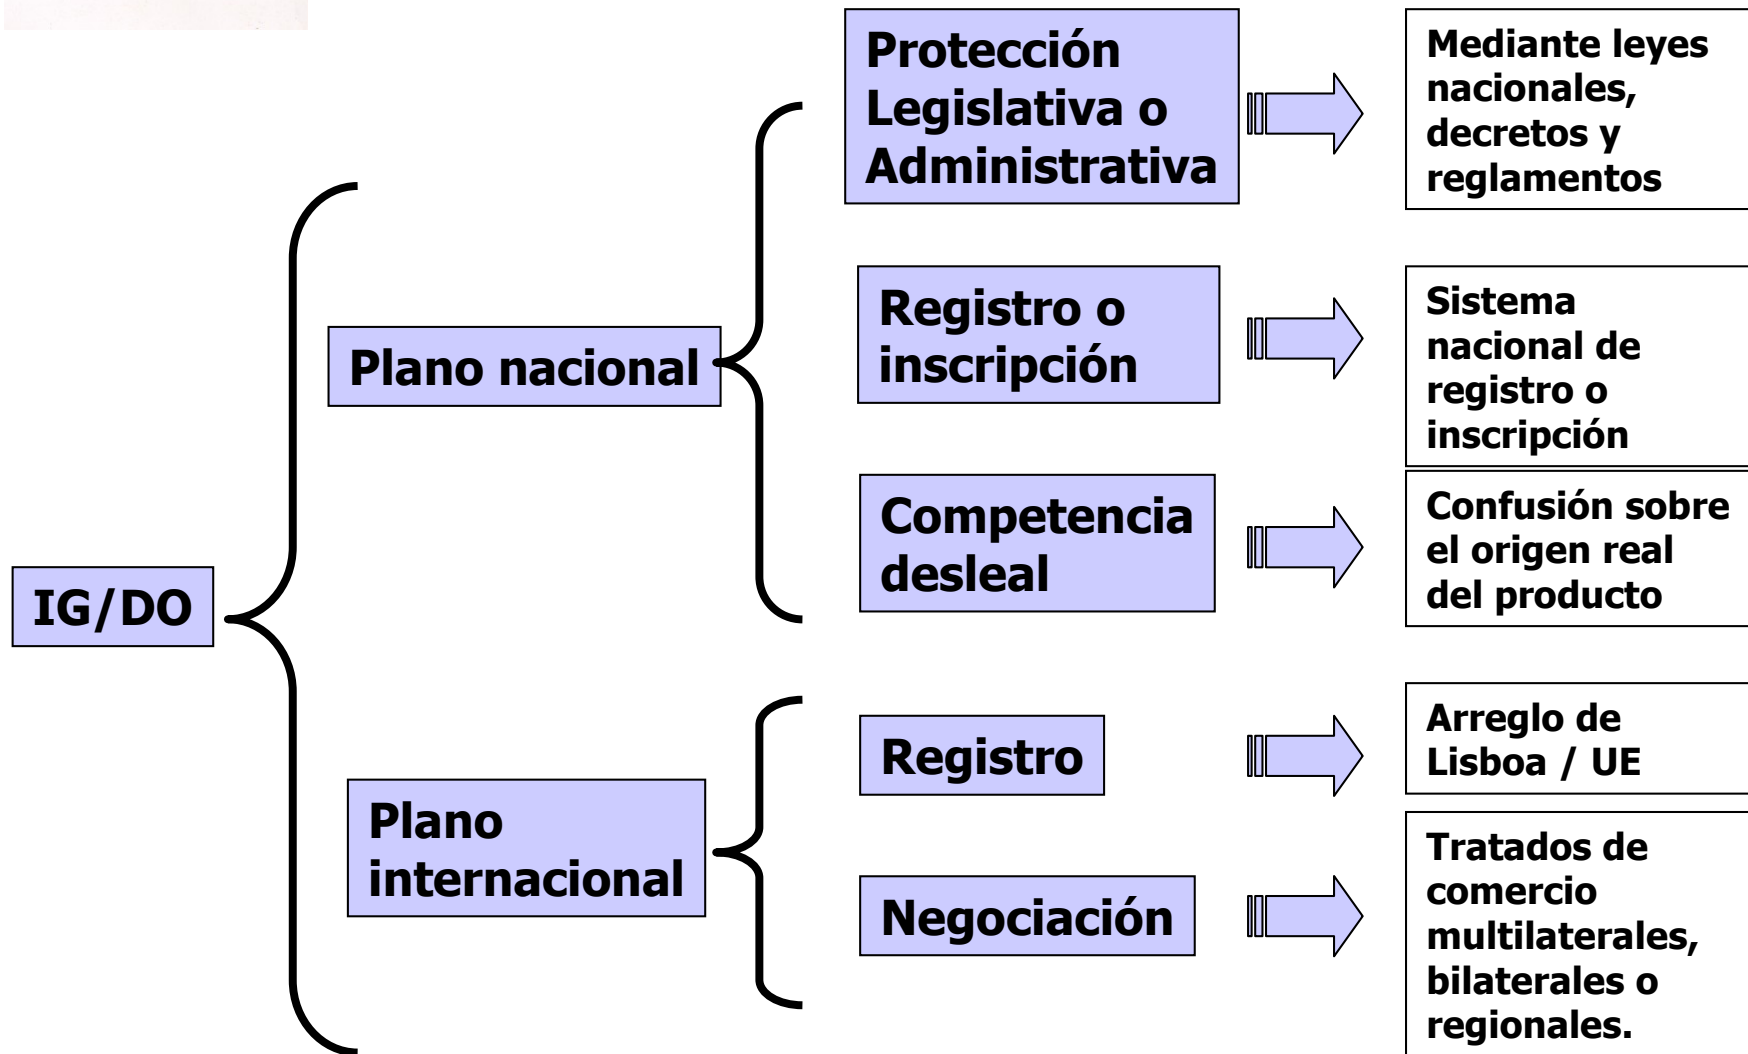 IG/DO
Plano nacional
Protección
Legislativa o
Administrativa
Mediante leyes
nacionales,
decretos y
reglamentos
Registro o
inscripción
Sistema
nacional de
registro o
inscripción
Competencia
desleal
Confusión sobre
el origen real
del producto
Plano
internacional
Registro
Arreglo de
Lisboa / UE
Negociación
Tratados de
comercio
multilaterales,
bilaterales o
regionales.